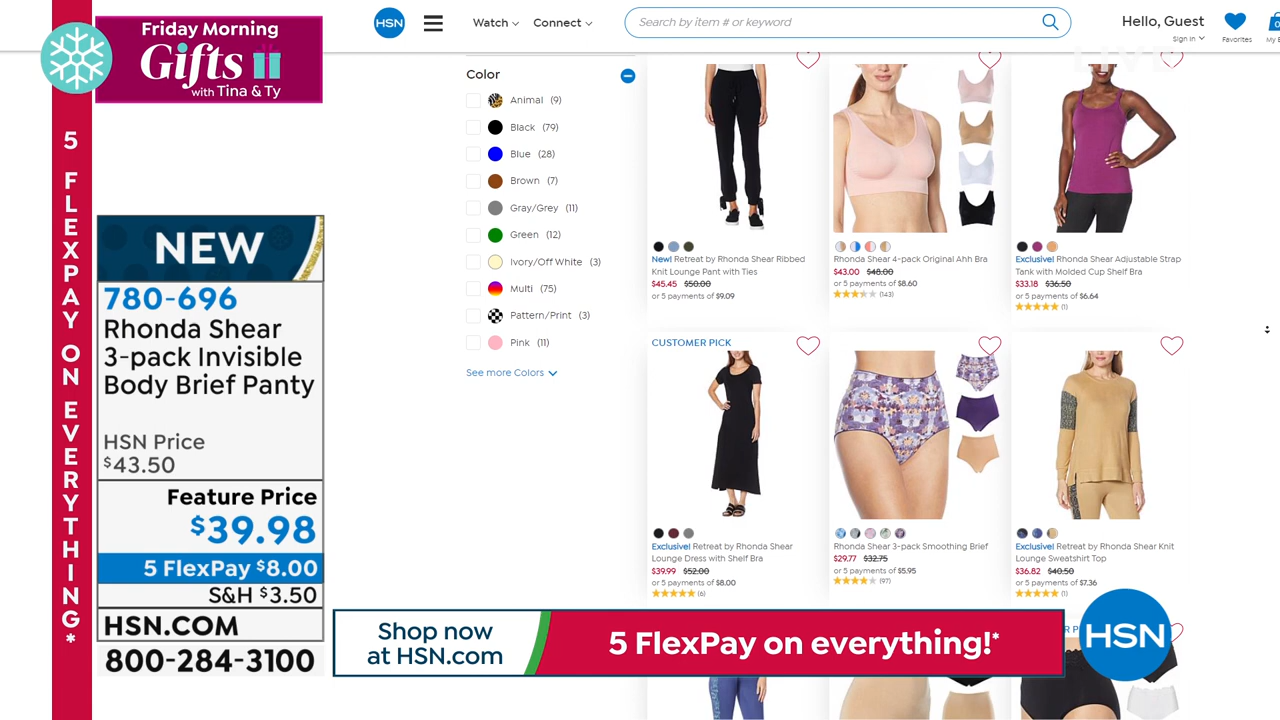 Friday Morning
Gifts
with Tina & Ty
5 FLEXPAY ON EVERYTHING*
NEW
780-696
Rhonda Shear
3-pack Invisible
Body Brief Panty
HSN Price
$43.50
Feature Price
$39.98
5 FlexPay $8.00
S&H $3.50
HSN.COM
800-284-3100
HSN
Watch
Connect
Search by item # or keyword
Hello, Guest
Sign In
Favorites
0
LIVE
Color
Animal (9)
Black (79)
Blue (28)
Brown (7)
Gray/Grey (11)
Green (12)
Ivory/Off White (3)
Multi (75)
Pattern/Print (3)
Pink (11)
See more Colors
New! Retreat by Rhonda Shear Ribbed
Knit Lounge Pant with Ties
$45.45 $50.00
or 5 payments of $9.09
Rhonda Shear 4-pack Original Ahh Bra
$43.00 $48.00
or 5 payments of $8.60
(143)
Exclusive! Rhonda Shear Adjustable Strap
Tank with Molded Cup Shelf Bra
$33.18 $36.50
or 5 payments of $6.64
(1)
CUSTOMER PICK
Exclusive! Retreat by Rhonda Shear
Lounge Dress with Shelf Bra
$39.99 $52.00
or 5 payments of $8.00
(6)
Rhonda Shear 3-pack Smoothing Brief
$29.77 $32.75
or 5 payments of $5.95
(97)
Exclusive! Retreat by Rhonda Shear Knit
Lounge Sweatshirt Top
$36.82 $40.50
or 5 payments of $7.36
(1)
Shop now
at HSN.com
5 FlexPay on everything!*
HSN